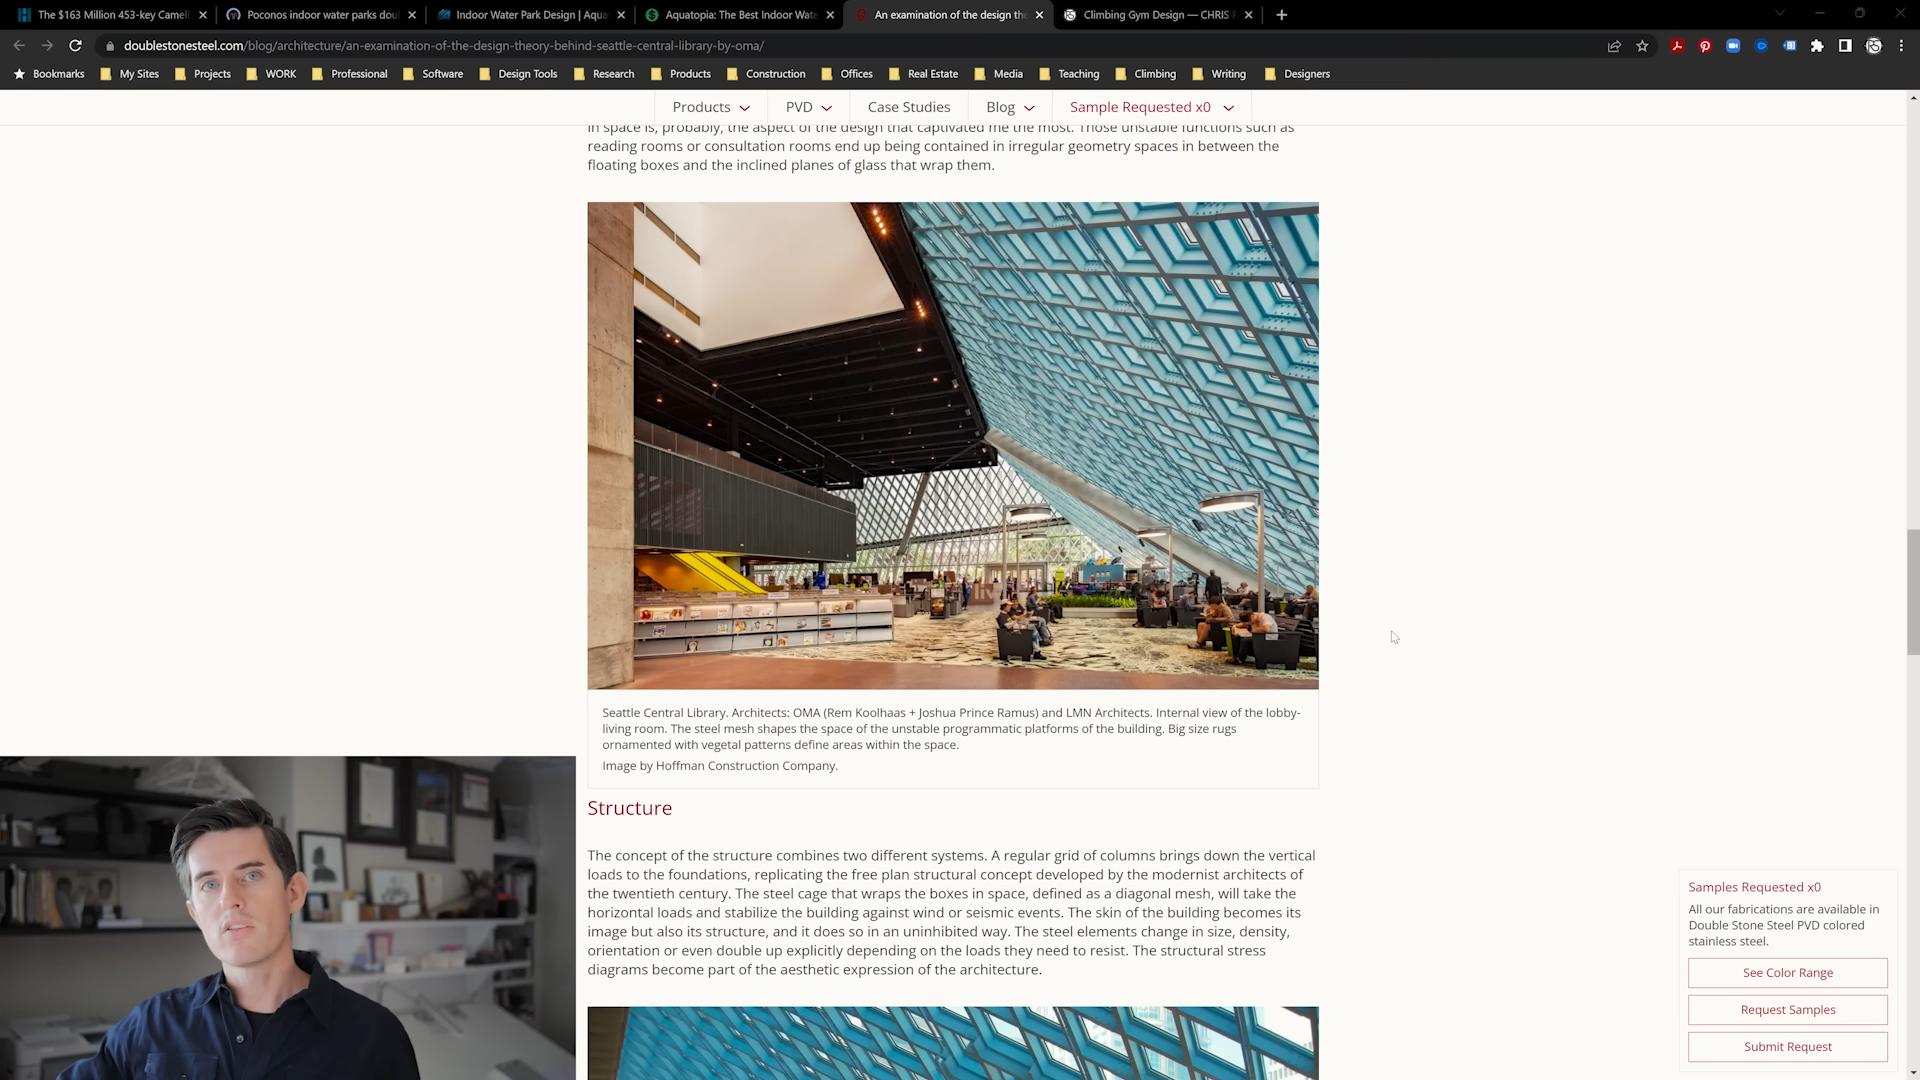 The $163 Million 453-key Camel
Poconos indoor water parks dou
Indoor Water Park Design | Aqua
Aquatopia: The Best Indoor Wate
An examination of the design th
Climbing Gym Design — CHRIS
doublestonesteel.com/blog/architecture/an-examination-of-the-design-theory-behind-seattle-central-library-by-oma/
Bookmarks
My Sites
Projects
WORK
Professional
Software
Design Tools
Research
Products
Construction
Offices
Real Estate
Media
Teaching
Climbing
Writing
Designers
Products
PVD
Case Studies
Blog
Sample Requested x0
in space is, probably, the aspect of the design that captivated me the most. Those unstable functions such as
reading rooms or consultation rooms end up being contained in irregular geometry spaces in between the
floating boxes and the inclined planes of glass that wrap them.
Seattle Central Library. Architects: OMA (Rem Koolhaas + Joshua Prince Ramus) and LMN Architects. Internal view of the lobby-
living room. The steel mesh shapes the space of the unstable programmatic platforms of the building. Big size rugs
ornamented with vegetal patterns define areas within the space.
Image by Hoffman Construction Company.
Structure
The concept of the structure combines two different systems. A regular grid of columns brings down the vertical
loads to the foundations, replicating the free plan structural concept developed by the modernist architects of
the twentieth century. The steel cage that wraps the boxes in space, defined as a diagonal mesh, will take the
horizontal loads and stabilize the building against wind or seismic events. The skin of the building becomes its
image but also its structure, and it does so in an uninhibited way. The steel elements change in size, density,
orientation or even double up explicitly depending on the loads they need to resist. The structural stress
diagrams become part of the aesthetic expression of the architecture.
Samples Requested x0
All our fabrications are available in
Double Stone Steel PVD colored
stainless steel.
See Color Range
Request Samples
Submit Request